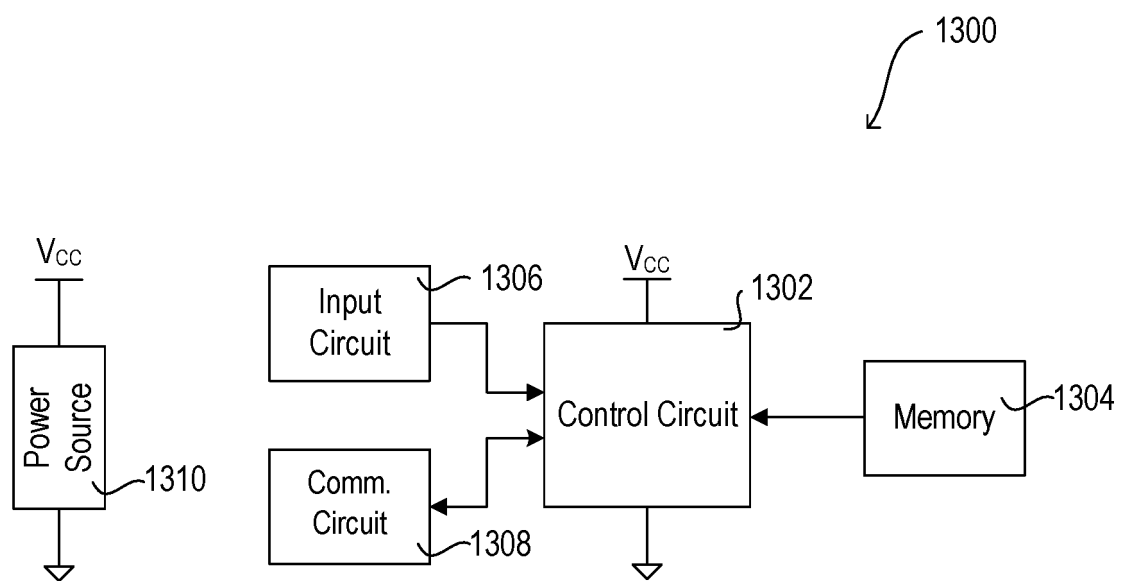 1300
VCC
Power
Source
1310
Input
Circuit
1306
Comm.
Circuit
1308
VCC
Control Circuit
1302
Memory
1304